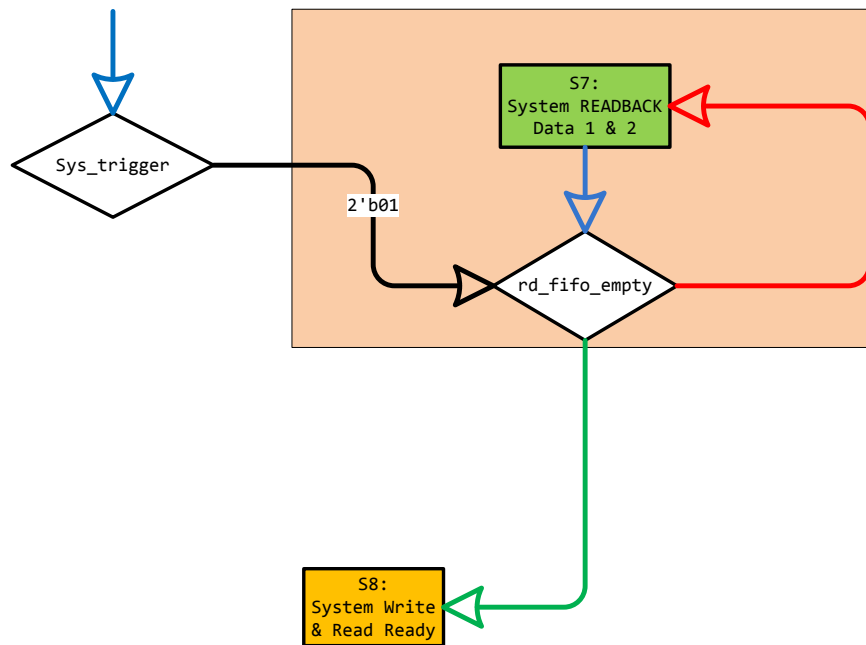 S7:
System READBACK
Data 1 & 2
Sys_trigger
2'b01
rd_fifo_empty
S8:
System Write
& Read Ready